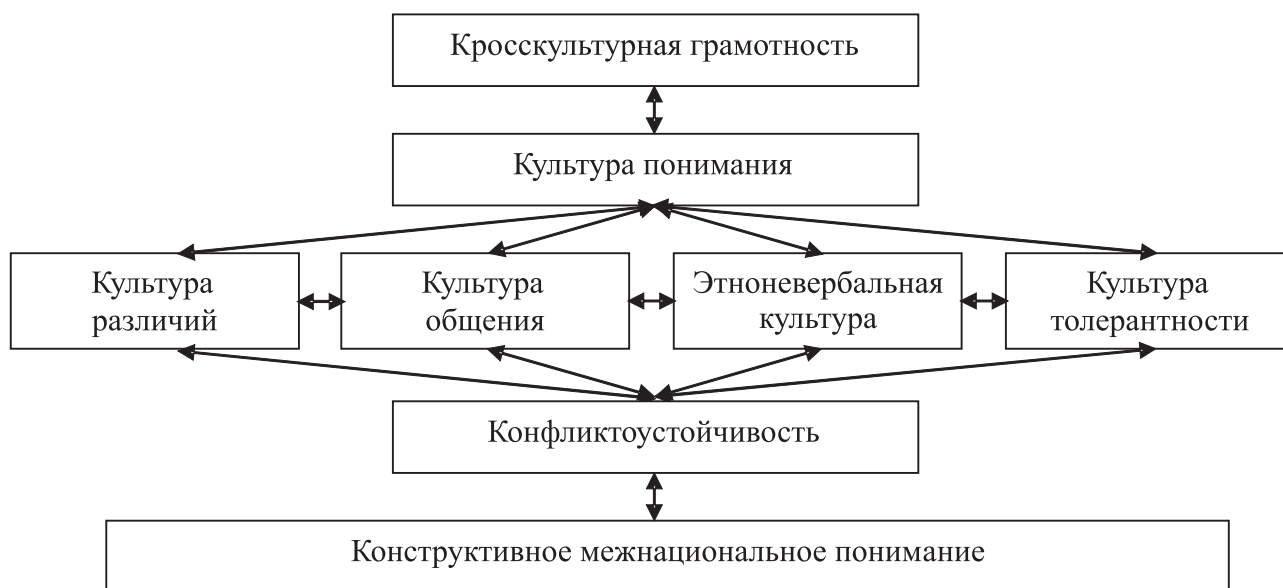 Кросскультурная грамотность
Культура понимания
Культура
различий
Культура
общения
Этноневербальная
культура
Культура
толерантности
Конфликтоустойчивость
Конструктивное межнациональное понимание